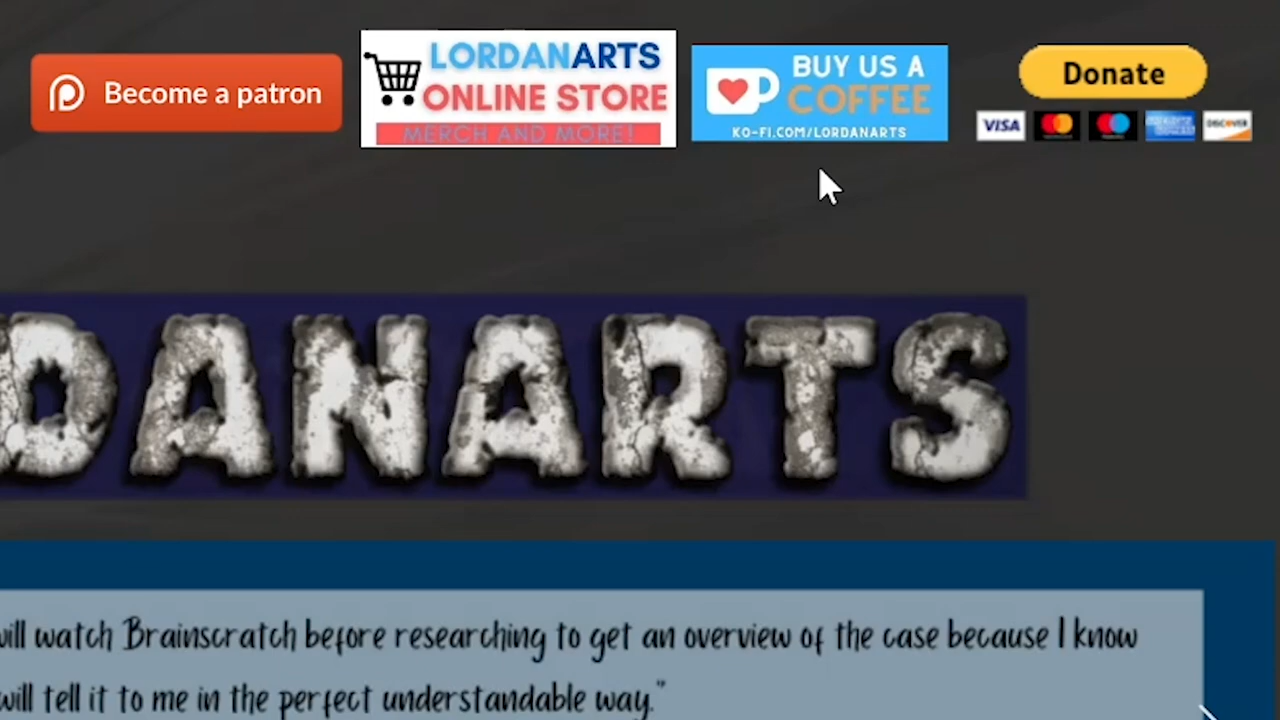 Become a patron
LORDANARTS
ONLINE STORE
MERCH AND MORE!
BUY US A
COFFEE
KO-FI.COM/LORDANARTS
Donate
VISA
DISCOVER
DANARTS
will watch Brainscratch before researching to get an overview of the case because I know
will tell it to me in the perfect understandable way."